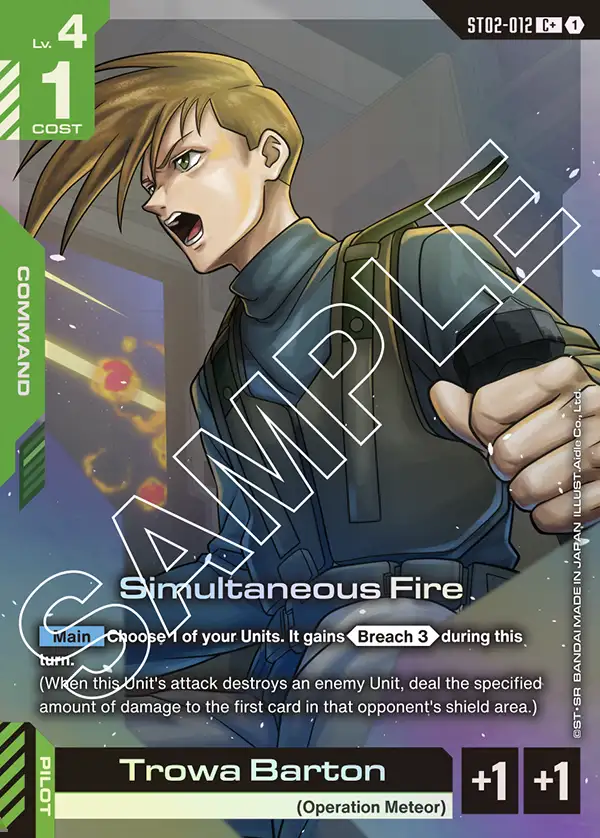 Lv. 4
1
COST
ST02-012 C+ 1
COMMAND
SAMPLE
Simultaneous Fire
Main Choose 1 of your Units. It gains Breach 3 during this
turn.
(When this Unit's attack destroys an enemy Unit, deal the specified
amount of damage to the first card in that opponent's shield area.)
©ST・SR BANDAI MADE IN JAPAN ILLUST.Aidle Co., Ltd.
PILOT
Trowa Barton
(Operation Meteor)
+1 +1